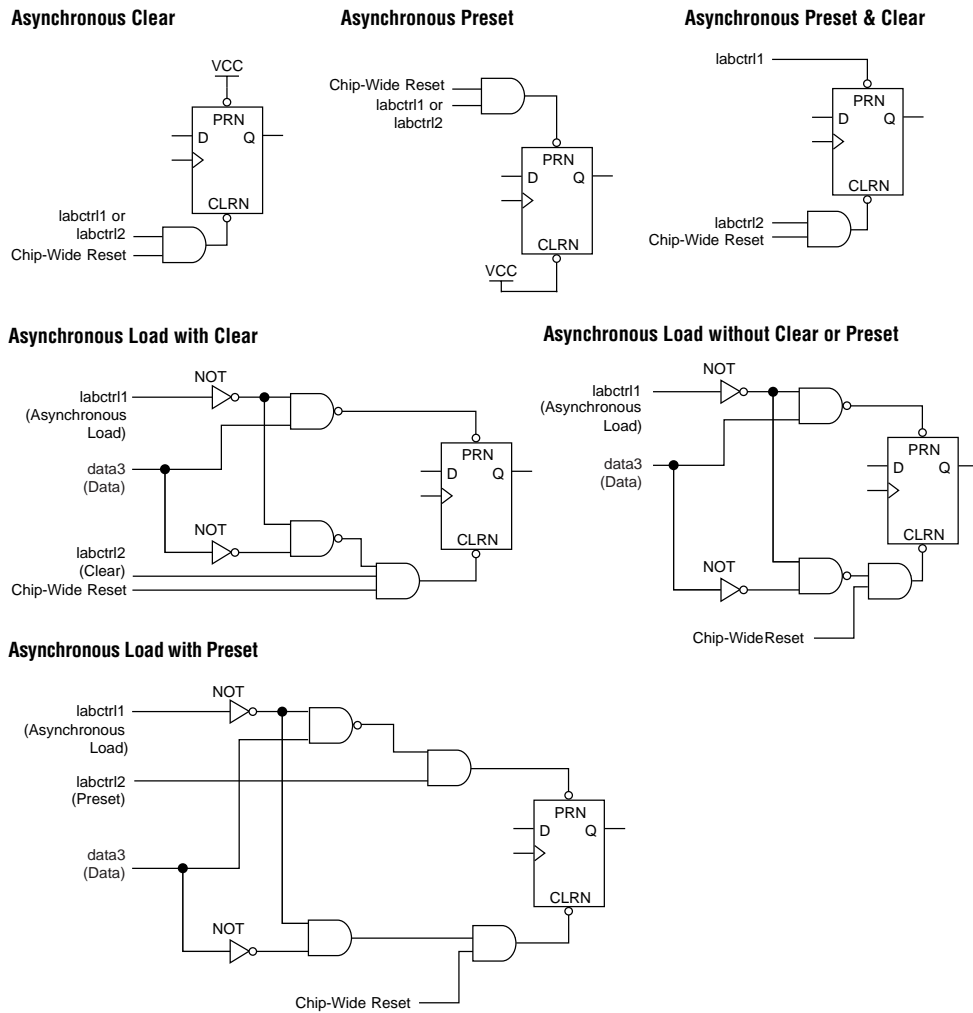 Asynchronous Clear
VCC
PRN
D Q
CLRN
labctrl1 or
labctrl2
Chip-Wide Reset
Asynchronous Preset
Chip-Wide Reset
labctrl1 or
labctrl2
PRN
D Q
CLRN
VCC
Asynchronous Preset & Clear
labctrl1
PRN
D Q
CLRN
labctrl2
Chip-Wide Reset
Asynchronous Load with Clear
NOT
labctrl1
(Asynchronous
Load)
PRN
D Q
data3
(Data)
NOT
CLRN
labctrl2
(Clear)
Chip-Wide Reset
Asynchronous Load without Clear or Preset
NOT
labctrl1
(Asynchronous
Load)
PRN
D Q
data3
(Data)
CLRN
NOT
Chip-WideReset
Asynchronous Load with Preset
NOT
labctrl1
(Asynchronous
Load)
labctrl2
(Preset)
PRN
D Q
data3
(Data)
CLRN
NOT
Chip-Wide Reset